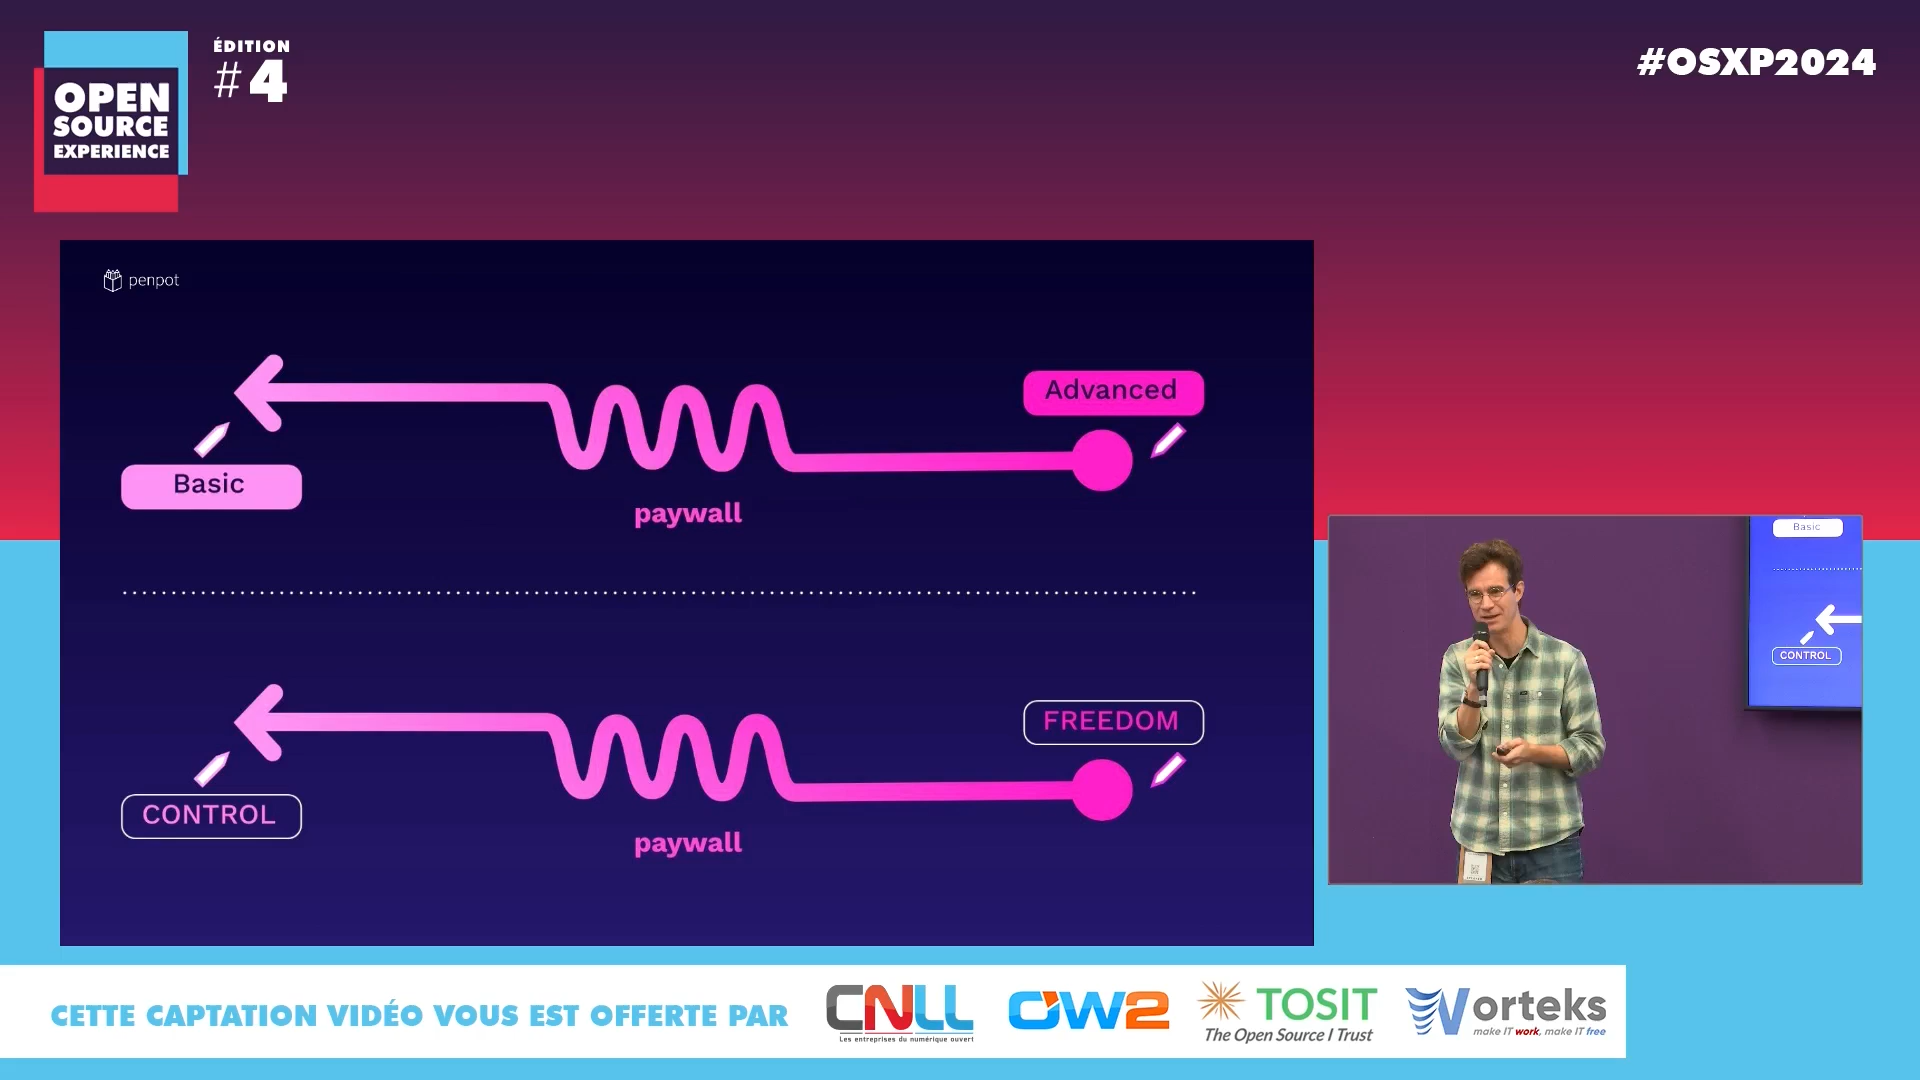 ÉDITION
#4
OPEN
SOURCE
EXPERIENCE
#OSXP2024
penpot
Advanced
Basic
paywall
FREEDOM
CONTROL
paywall
Basic
CONTROL
CETTE CAPTATION VIDÉO VOUS EST OFFERTE PAR
CNLL
Les entreprises du numérique ouvert
OW2
TOSIT
The Open Source I Trust
Worteks
make IT work, make IT free